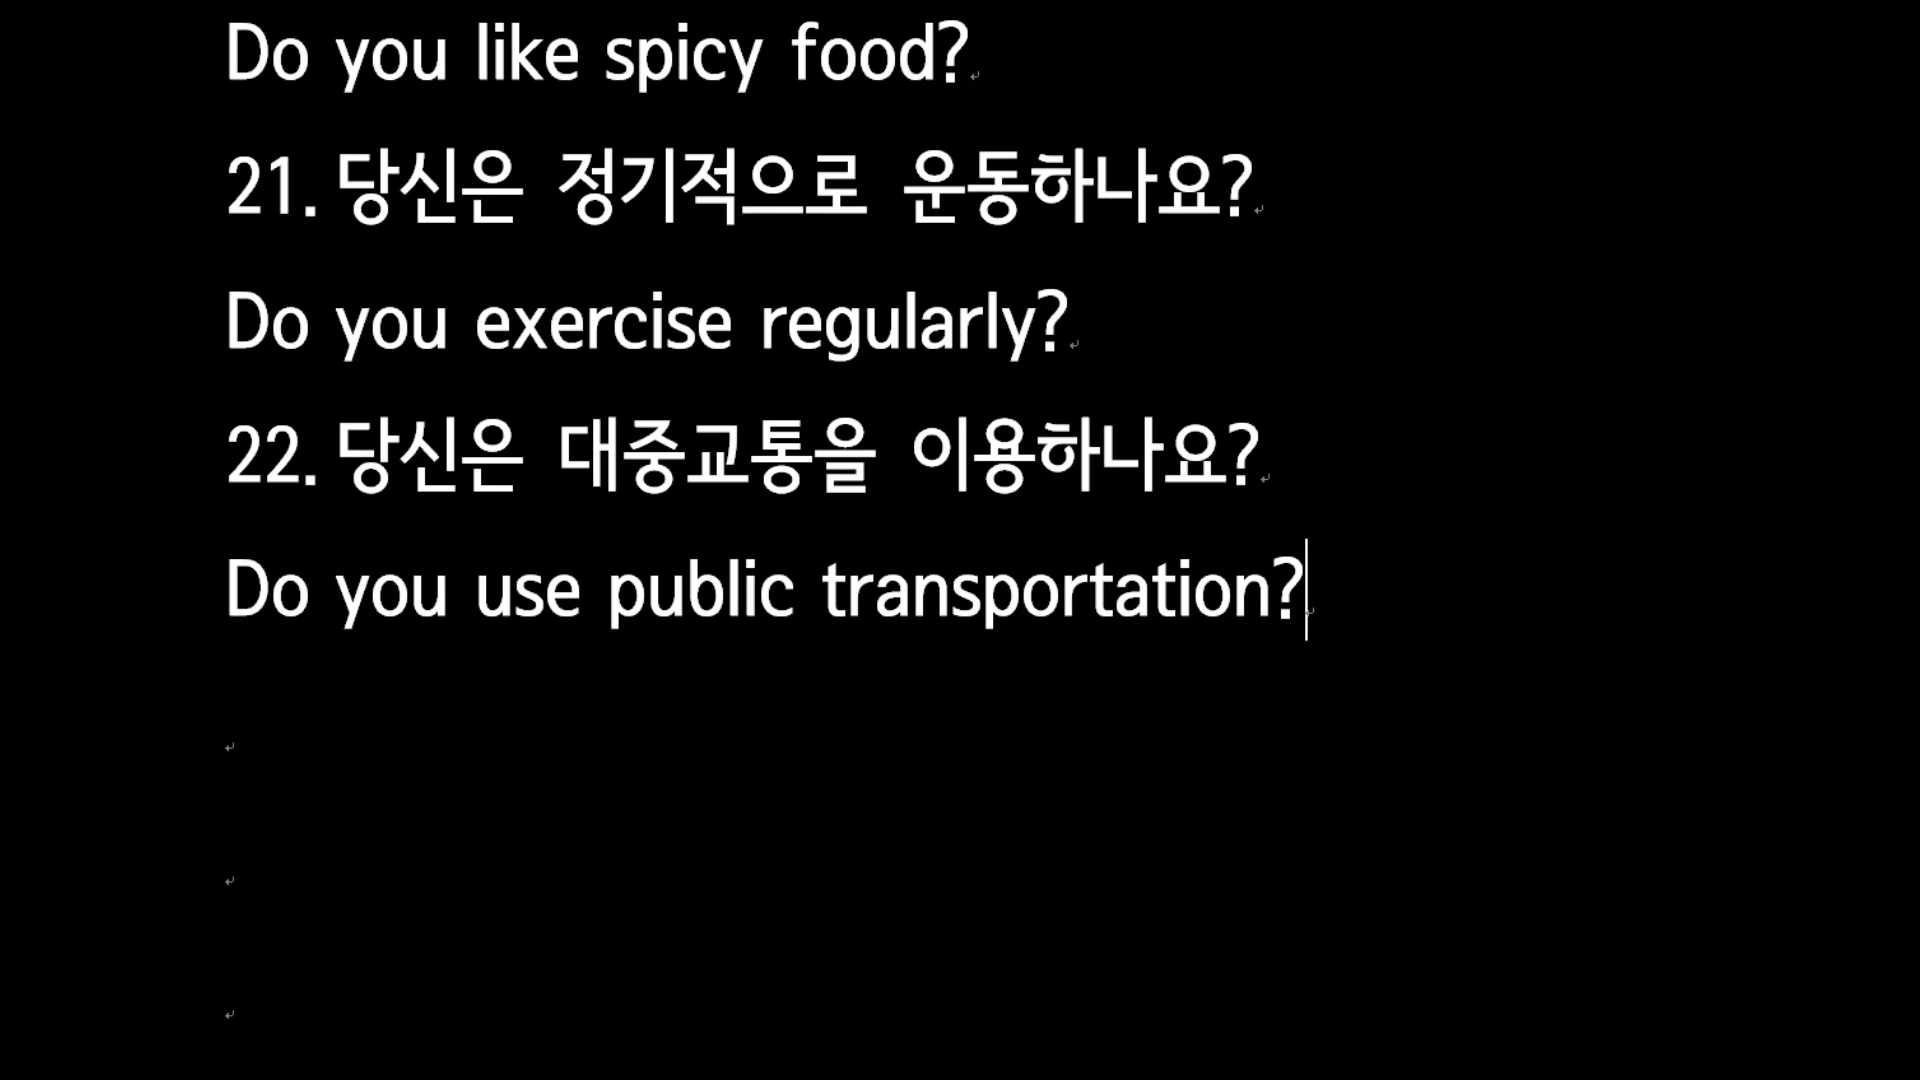 Do you like spicy food?
21. 당신은 정기적으로 운동하나요?
Do you exercise regularly?
22. 당신은 대중교통을 이용하나요?
Do you use public transportation?